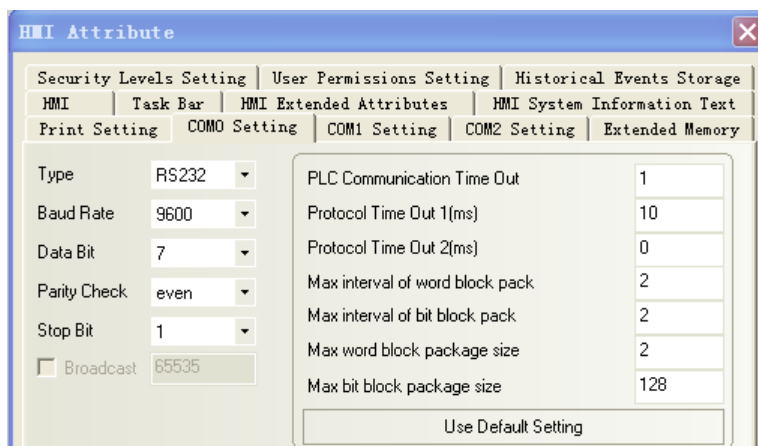 HMI Attribute
Security Levels Setting User Permissions Setting Historical Events Storage
HMI Task Bar HMI Extended Attributes HMI System Information Text
Print Setting COM0 Setting COM1 Setting COM2 Setting Extended Memory
Type RS232
Baud Rate 9600
Data Bit 7
Parity Check even
Stop Bit 1
Broadcast 65535
PLC Communication Time Out 1
Protocol Time Out 1(ms) 10
Protocol Time Out 2(ms) 0
Max interval of word block pack 2
Max interval of bit block pack 2
Max word block package size 2
Max bit block package size 128
Use Default Setting